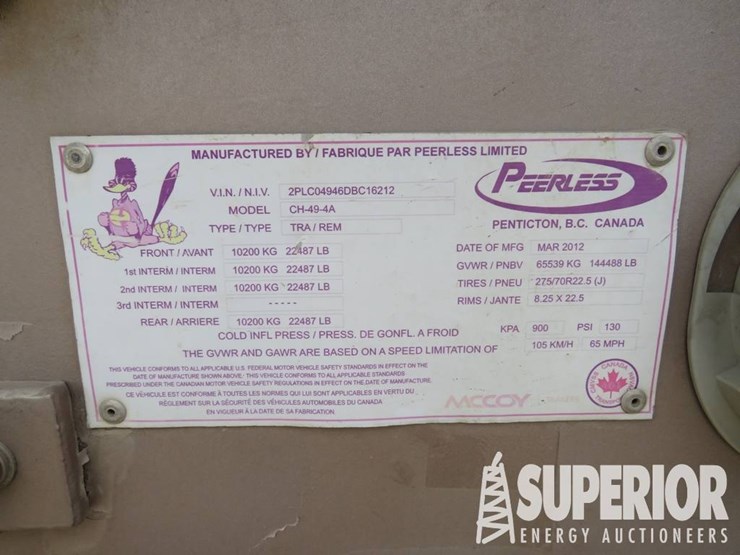 MANUFACTURED BY / FABRIQUE PAR PEERLESS LIMITED
PEERLESS
PENTICTON, B.C. CANADA
V.I.N. / N.I.V. 2PLC04946DBC16212
MODEL CH-49-4A
TYPE / TYPE TRA / REM
FRONT / AVANT 10200 KG 22487 LB
1st INTERM / INTERM 10200 KG 22487 LB
2nd INTERM / INTERM 10200 KG 22487 LB
3rd INTERM / INTERM -----
REAR / ARRIERE 10200 KG 22487 LB
DATE OF MFG MAR 2012
GVWR / PNBV 65539 KG 144488 LB
TIRES / PNEU 275/70R22.5 (J)
RIMS / JANTE 8.25 X 22.5
COLD INFL PRESS / PRESS. DE GONFL. A FROID KPA 900 PSI 130
THE GVWR AND GAWR ARE BASED ON A SPEED LIMITATION OF 105 KM/H 65 MPH
THIS VEHICLE CONFORMS TO ALL APPLICABLE U.S. FEDERAL MOTOR VEHICLE SAFETY STANDARDS IN EFFECT ON THE
DATE OF MANUFACTURE SHOWN ABOVE / THIS VEHICLE CONFORMS TO ALL APPLICABLE STANDARDS
PRESCRIBED UNDER THE CANADIAN MOTOR VEHICLE SAFETY REGULATIONS IN EFFECT ON THE DATE OF MANUFACTURE.
CE VÉHICULE EST CONFORME À TOUTES LES NORMES QUI LUI SONT APPLICABLES EN VERTU DU
RÈGLEMENT SUR LA SÉCURITÉ DES VÉHICULES AUTOMOBILES DU CANADA
EN VIGUEUR À LA DATE DE SA FABRICATION.
MCCOY
CANADA
SUPERIOR
ENERGY AUCTIONEERS